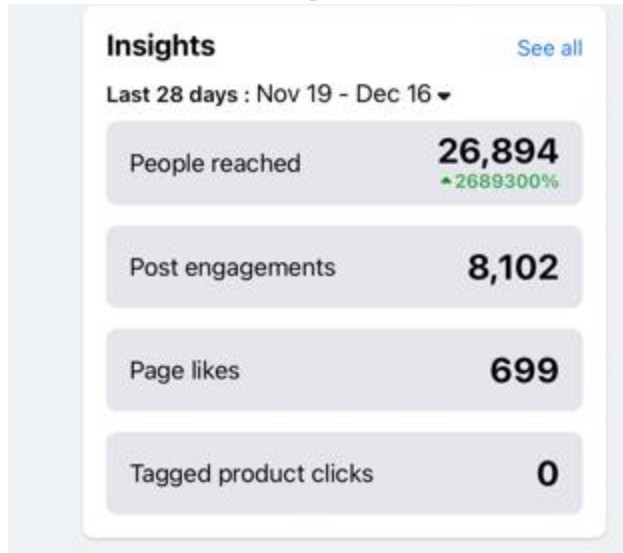 Insights See all
Last 28 days : Nov 19 - Dec 16
People reached 26,894
2689300%
Post engagements 8,102
Page likes 699
Tagged product clicks 0